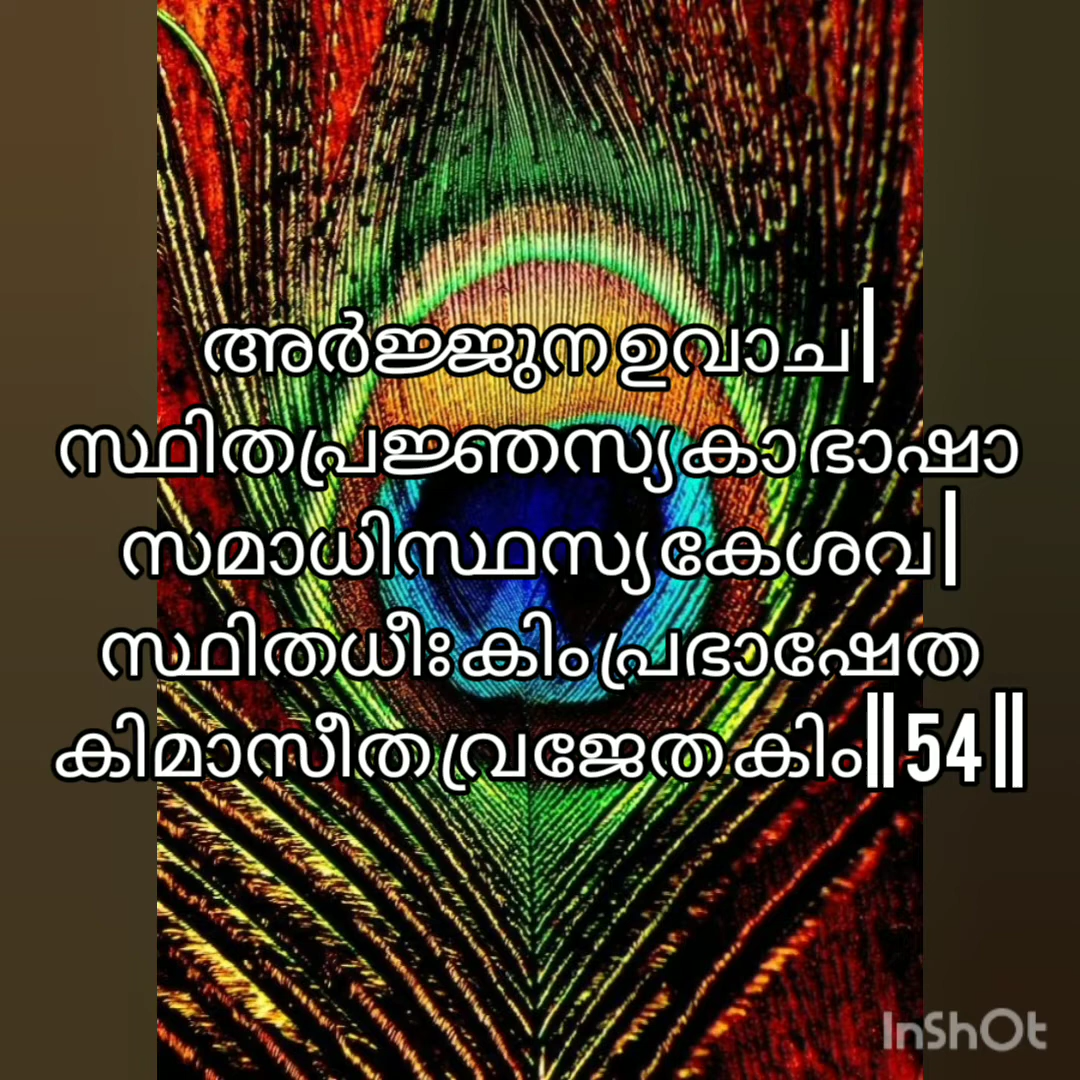 അർജ്ജുന ഉവാച|
സ്ഥിതപ്രജ്ഞസ്യ കാ ഭാഷാ
സമാധിസ്ഥസ്യ കേശവ|
സ്ഥിതധീഃ കിം പ്രഭാഷേത
കിമാസീത വ്രജേത കിം|| 54 ||
InShOt